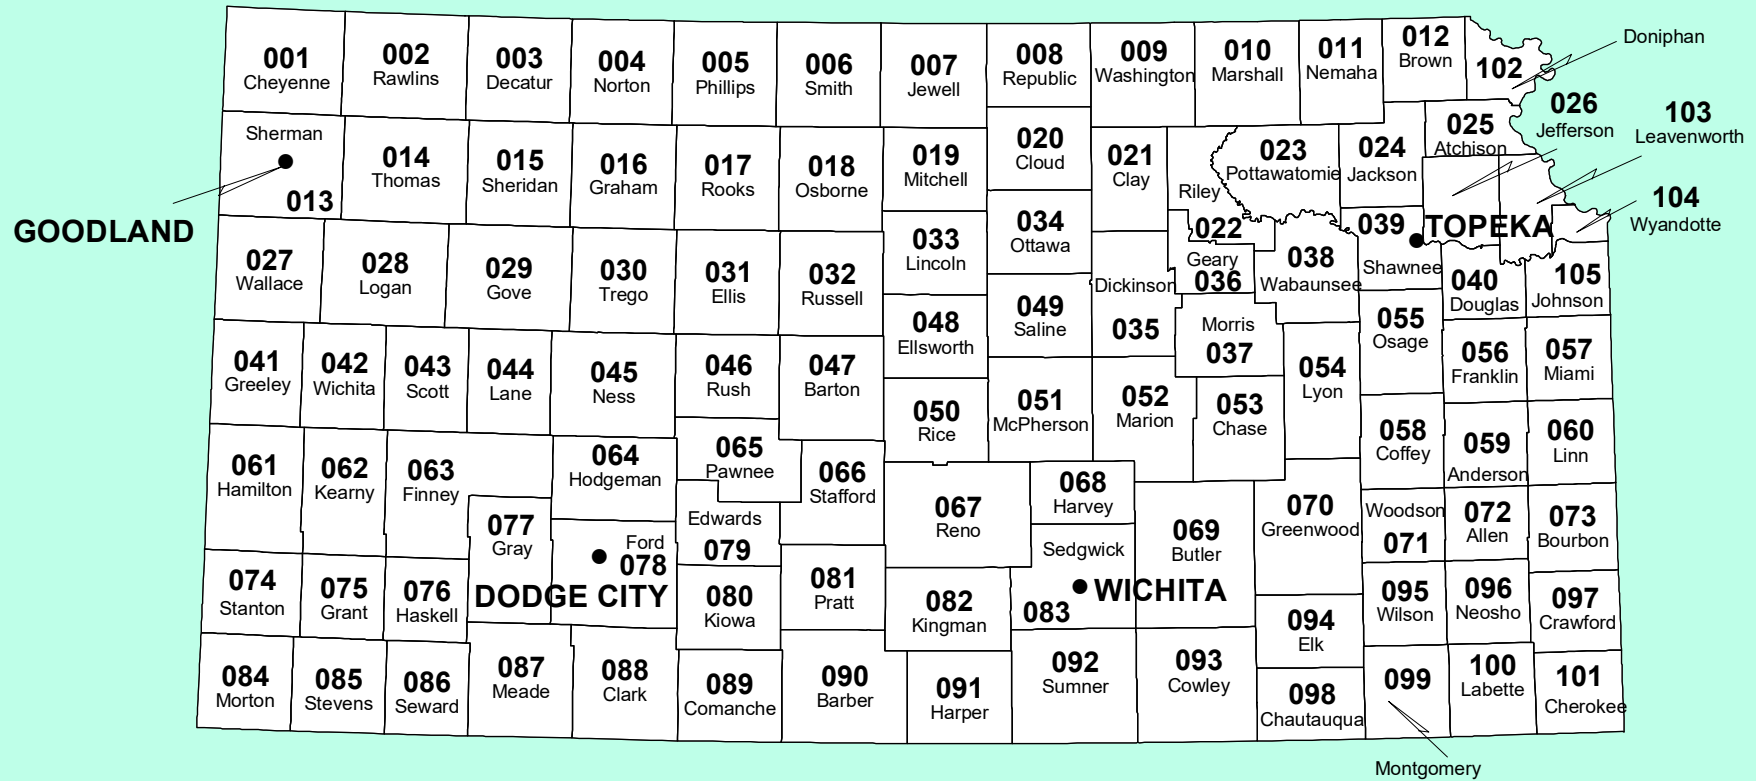 001
Cheyenne
002
Rawlins
003
Decatur
004
Norton
005
Phillips
006
Smith
007
Jewell
008
Republic
009
Washington
010
Marshall
011
Nemaha
012
Brown
102
Doniphan
Sherman
013
GOODLAND
014
Thomas
015
Sheridan
016
Graham
017
Rooks
018
Osborne
019
Mitchell
020
Cloud
021
Clay
Riley
022
023
Pottawatomie
024
Jackson
025
Atchison
026
Jefferson
103
Leavenworth
104
Wyandotte
027
Wallace
028
Logan
029
Gove
030
Trego
031
Ellis
032
Russell
033
Lincoln
034
Ottawa
Dickinson
035
Geary
036
Morris
037
038
Wabaunsee
039
Shawnee
TOPEKA
040
Douglas
105
Johnson
041
Greeley
042
Wichita
043
Scott
044
Lane
045
Ness
046
Rush
047
Barton
048
Ellsworth
049
Saline
050
Rice
051
McPherson
052
Marion
053
Chase
054
Lyon
055
Osage
056
Franklin
057
Miami
058
Coffey
059
Anderson
060
Linn
061
Hamilton
062
Kearny
063
Finney
064
Hodgeman
065
Pawnee
066
Stafford
067
Reno
068
Harvey
069
Butler
070
Greenwood
Woodson
071
072
Allen
073
Bourbon
074
Stanton
075
Grant
076
Haskell
077
Gray
Ford
078
DODGE CITY
Edwards
079
080
Kiowa
081
Pratt
082
Kingman
Sedgwick
083
WICHITA
084
Morton
085
Stevens
086
Seward
087
Meade
088
Clark
089
Comanche
090
Barber
091
Harper
092
Sumner
093
Cowley
094
Elk
095
Wilson
096
Neosho
097
Crawford
098
Chautauqua
099
Montgomery
100
Labette
101
Cherokee